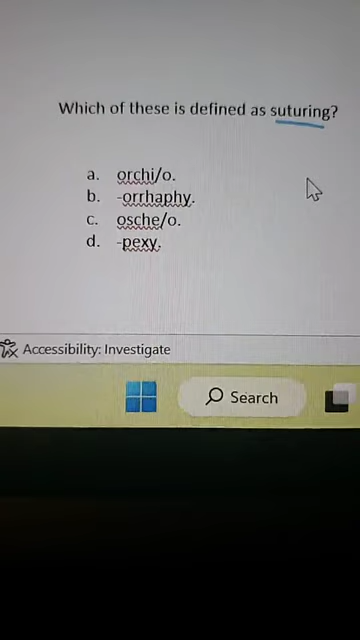 Which of these is defined as suturing?
a. orchi/o.
b. -orrhaphy.
c. osche/o.
d. -pexy.
Accessibility: Investigate
Search